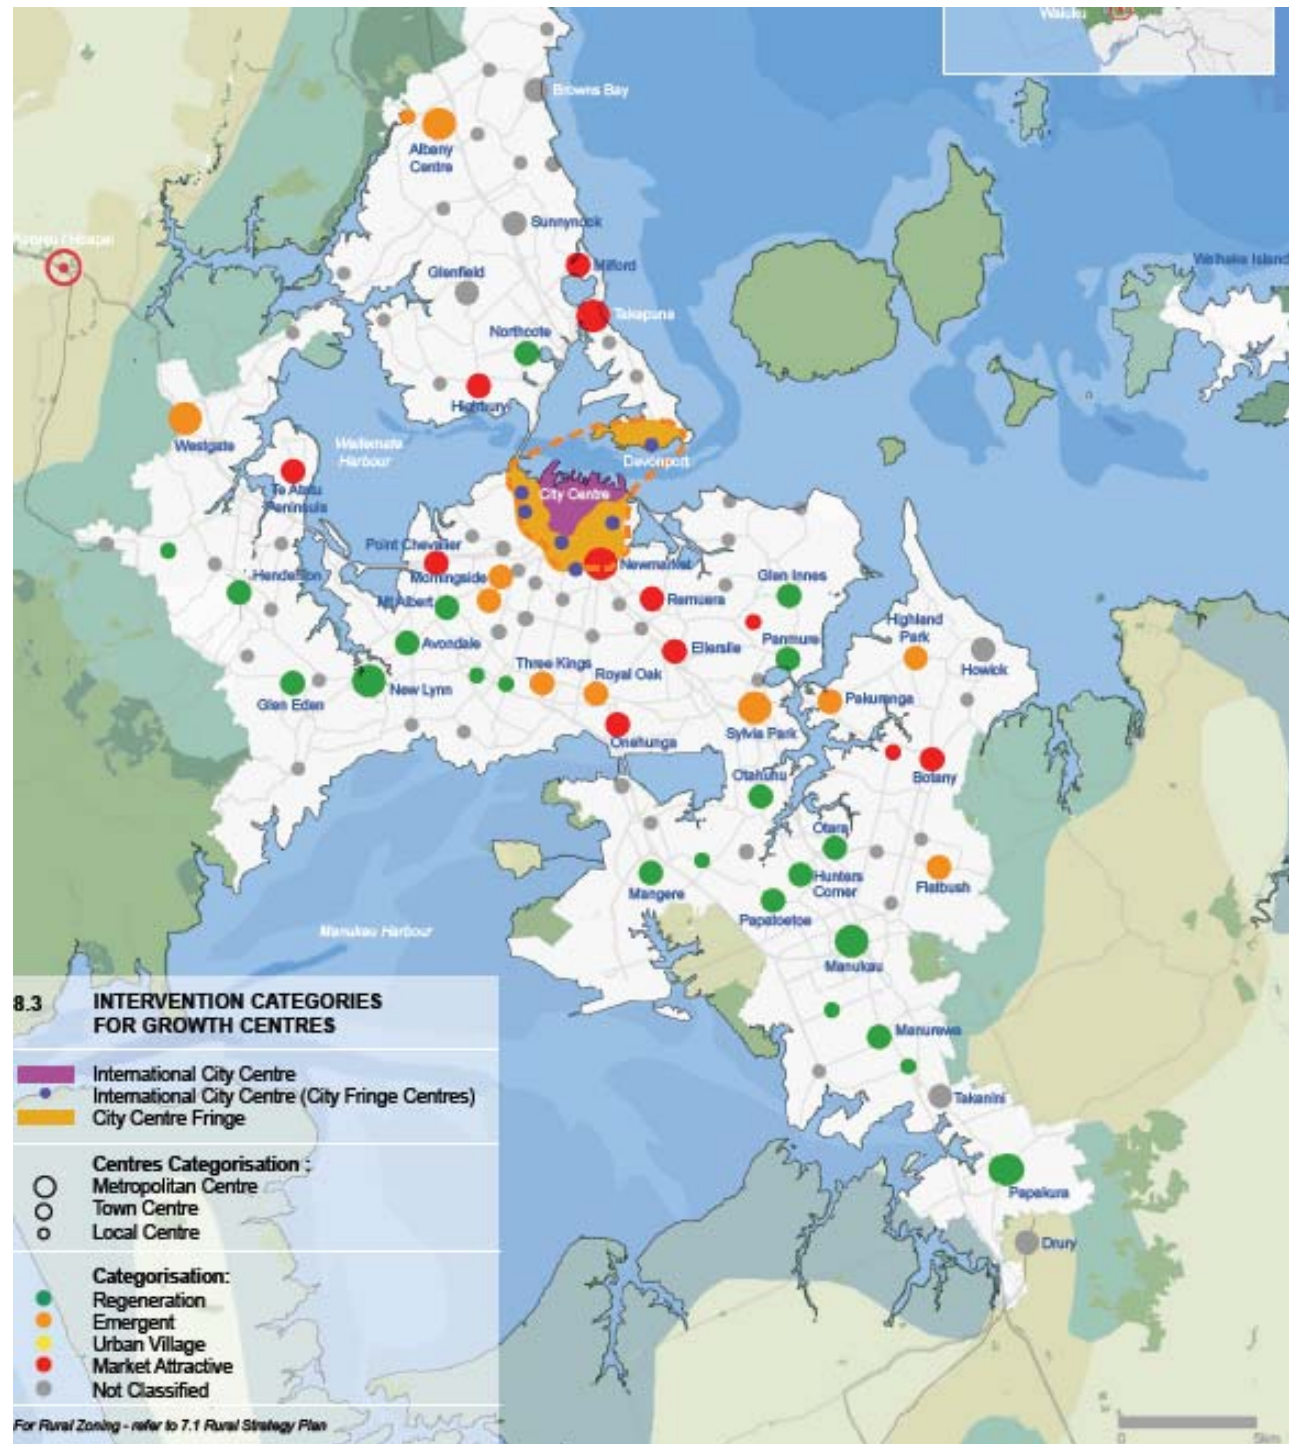 Waiuku
Browns Bay
Albany
Centre
Sunnynook
Waiheke Island
Milford
Glenfield
Takapuna
Northcote
Highbury
Westgate
Waitemata
Harbour
Devonport
Te Atatu
Peninsula
City Centre
Point Chevalier
Newmarket
Henderson
Morningside
Glen Innes
Mt Albert
Remuera
Highland
Park
Avondale
Ellerslie
Panmure
Howick
Three Kings
Royal Oak
New Lynn
Glen Eden
Pakuranga
Sylvia Park
Onehunga
Otahuhu
Botany
Otara
Hunters
Corner
Mangere
Flatbush
Papatoetoe
Manukau Harbour
Manukau
8.3 INTERVENTION CATEGORIES
FOR GROWTH CENTRES
Manurewa
International City Centre
International City Centre (City Fringe Centres)
City Centre Fringe
Takanini
Centres Categorisation :
Metropolitan Centre
Town Centre
Local Centre
Papakura
Drury
Categorisation:
Regeneration
Emergent
Urban Village
Market Attractive
Not Classified
For Rural Zoning - refer to 7.1 Rural Strategy Plan
0 5km